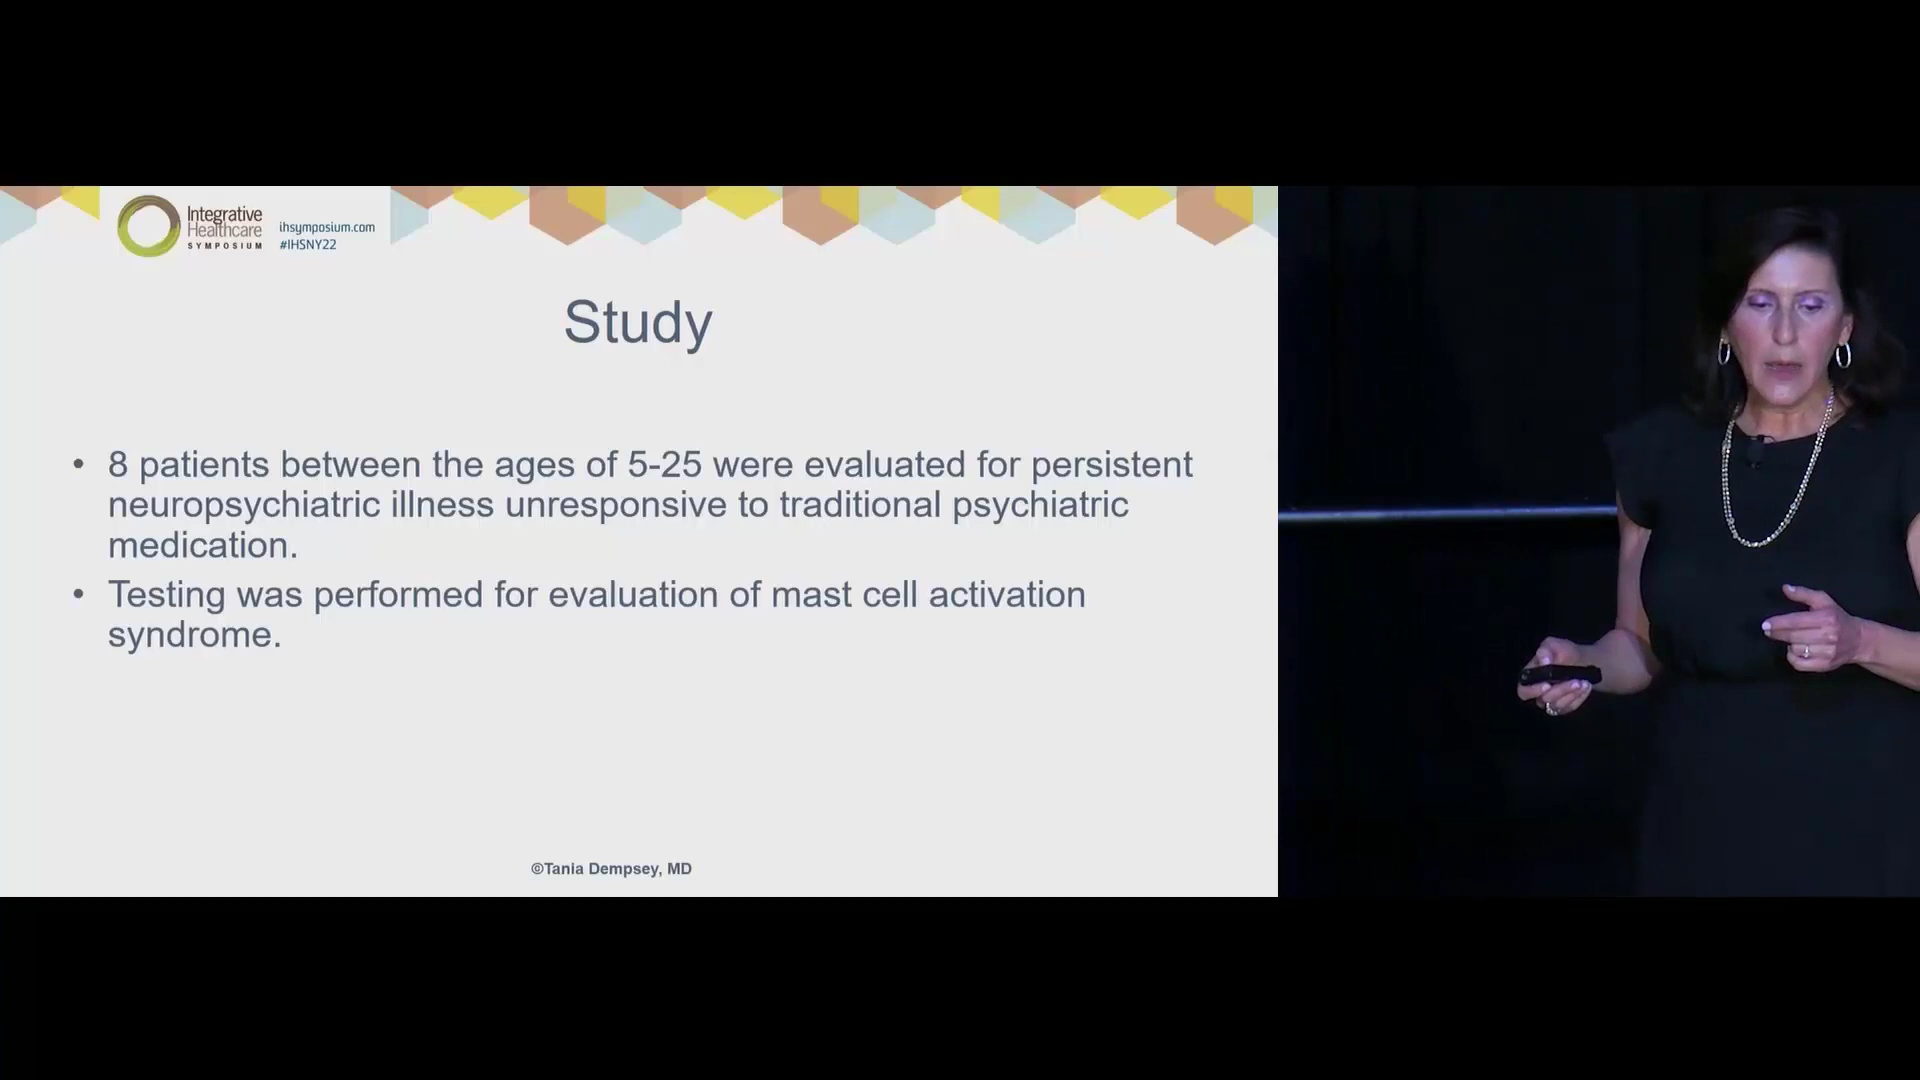 Integrative
Healthcare
SYMPOSIUM
ihsymposium.com
#IHSNY22
Study
• 8 patients between the ages of 5-25 were evaluated for persistent
neuropsychiatric illness unresponsive to traditional psychiatric
medication.
• Testing was performed for evaluation of mast cell activation
syndrome.
©Tania Dempsey, MD